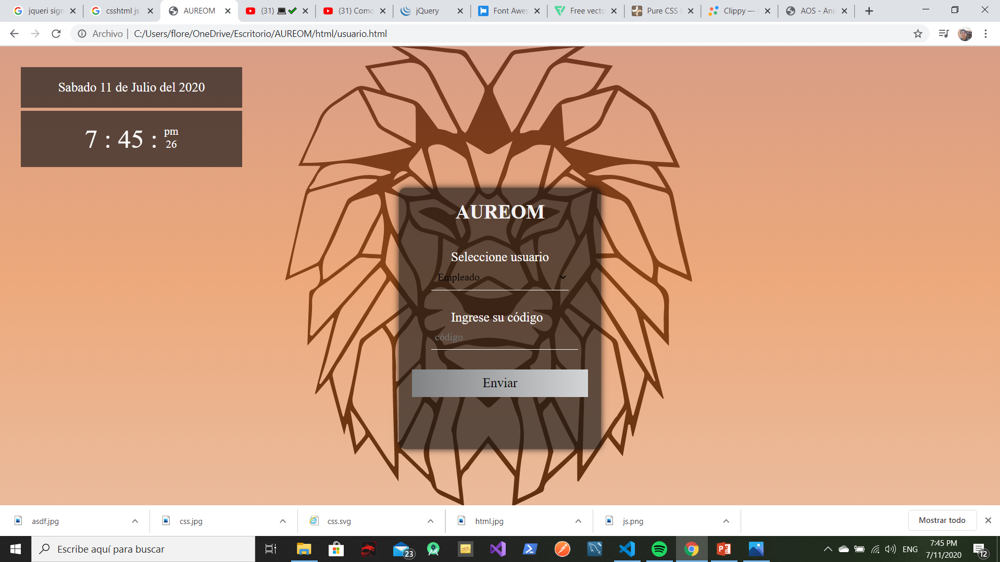 jqueri sign
csshtml js
AUREOM
(31) 💻✔
(31) Como
jQuery
Font Awes
Free vecto
Pure CSS
Clippy —
AOS - Ani
Archivo
C:/Users/flore/OneDrive/Escritorio/AUREOM/html/usuario.html
Sabado 11 de Julio del 2020
7 : 45 : pm
26
AUREOM
Seleccione usuario
Empleado
Ingrese su código
código
Enviar
asdf.jpg
css.jpg
css.svg
html.jpg
js.png
Mostrar todo
Escribe aquí para buscar
23
ENG
7:45 PM
7/11/2020
12